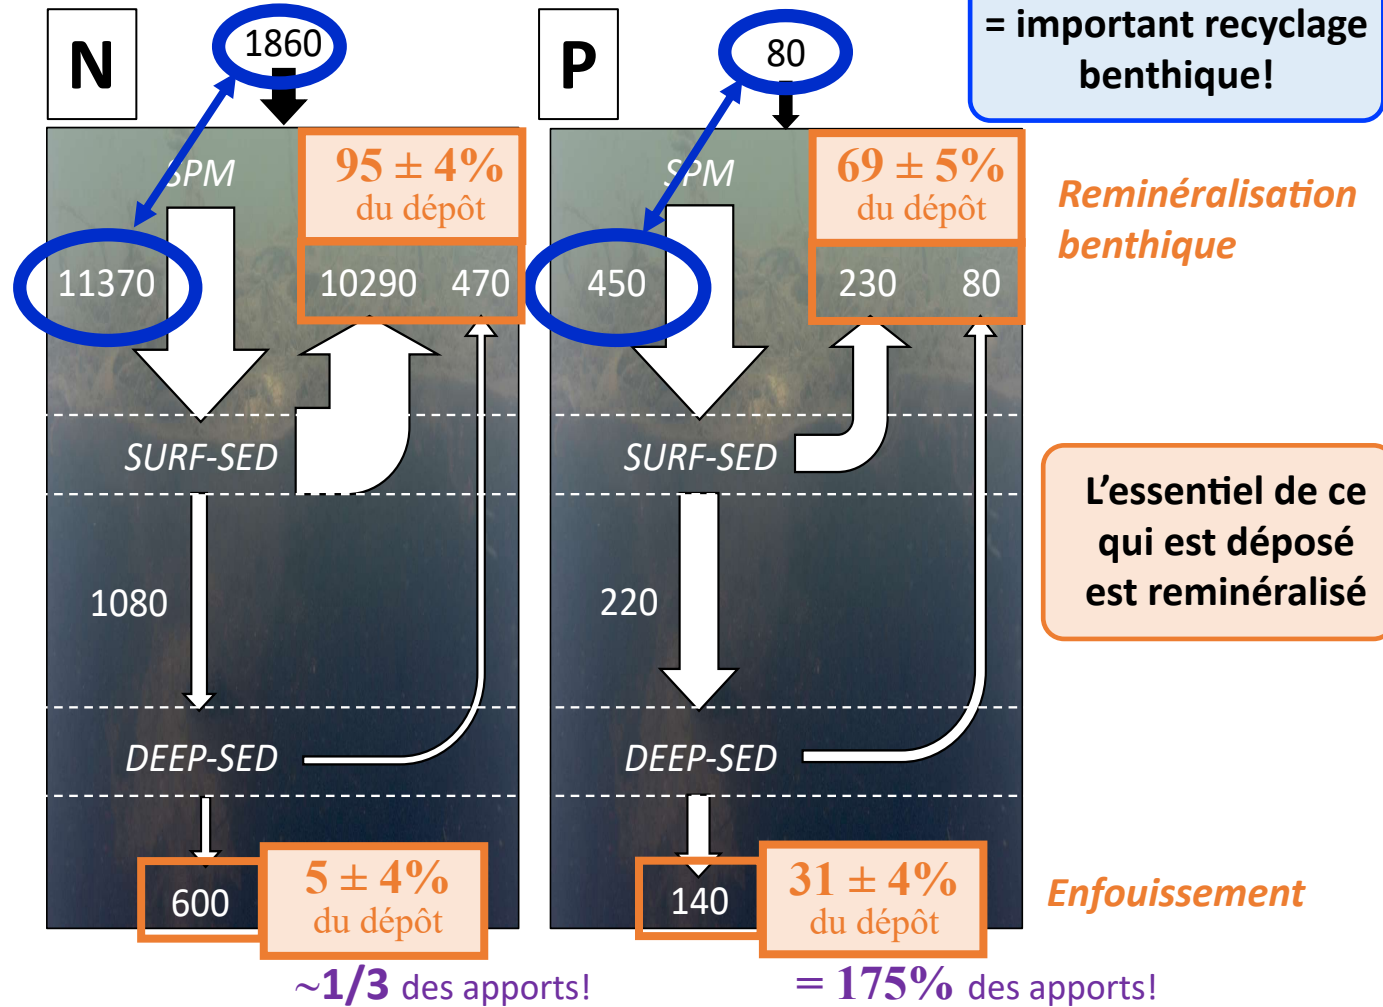 N
1860
P
80
= important recyclage
benthique!
SPM
95 ± 4%
du dépôt
SPM
69 ± 5%
du dépôt
Reminéralisation
benthique
11370
10290
470
450
230
80
SURF-SED
SURF-SED
L’essentiel de ce
qui est déposé
est reminéralisé
1080
220
DEEP-SED
DEEP-SED
600
5 ± 4%
du dépôt
140
31 ± 4%
du dépôt
Enfouissement
~1/3 des apports!
= 175% des apports!